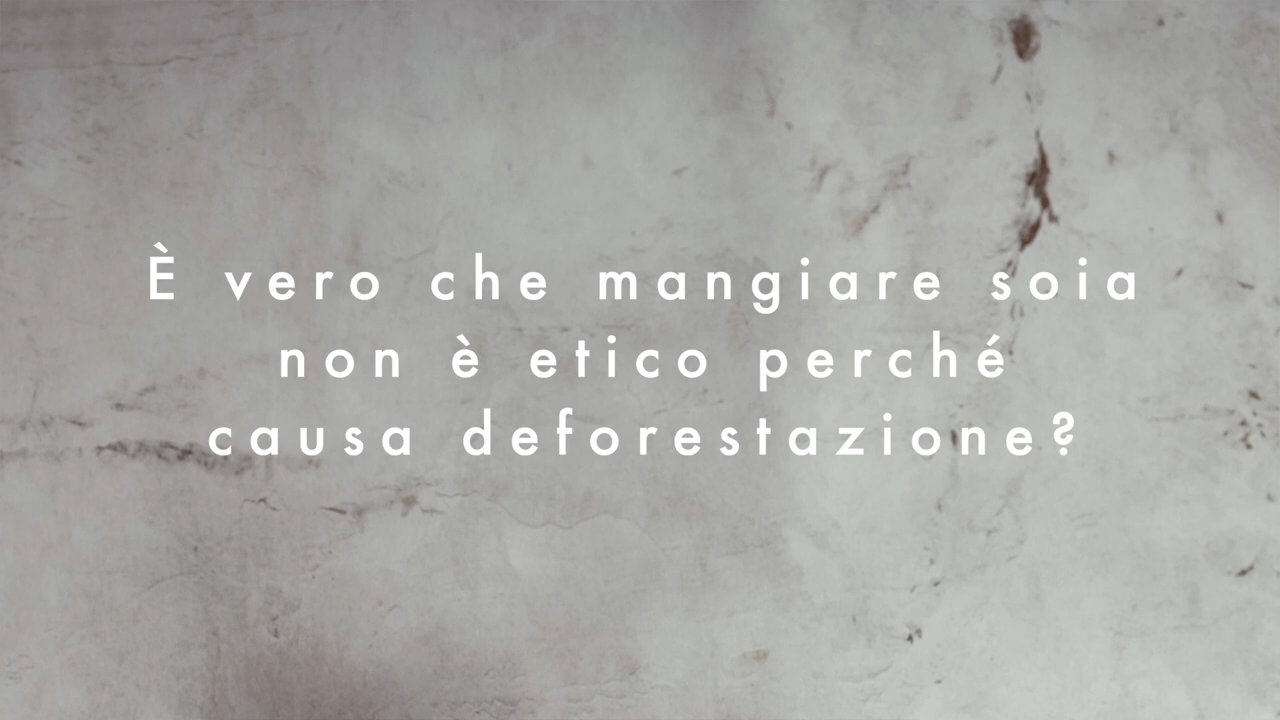 È vero che mangiare soia
non è etico perché
causa deforestazione?